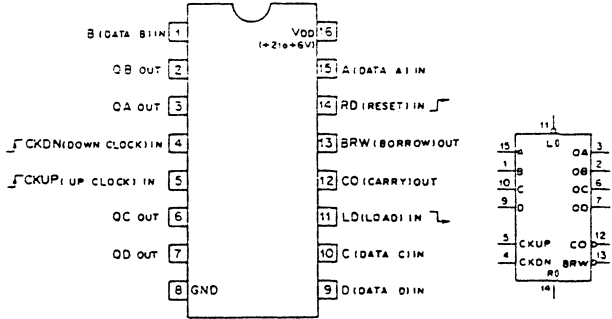 B(DATA B)IN 1
QB OUT 2
QA OUT 3
CKDN(DOWN CLOCK)IN 4
CKUP(UP CLOCK) IN 5
QC OUT 6
QD OUT 7
8 GND
VDD 16
(+2to+6V)
15 A(DATA A)IN
14 RD(RESET)IN
13 BRW(BORROW)OUT
12 CO(CARRY)OUT
11 LD(LOAD)IN
10 C(DATA C)IN
9 D(DATA D)IN
11
LD
15 A QA 3
1 B QB 2
10 C QC 6
9 D QD 7
5 CKUP CO 12
4 CKDN BRW 13
RD
14